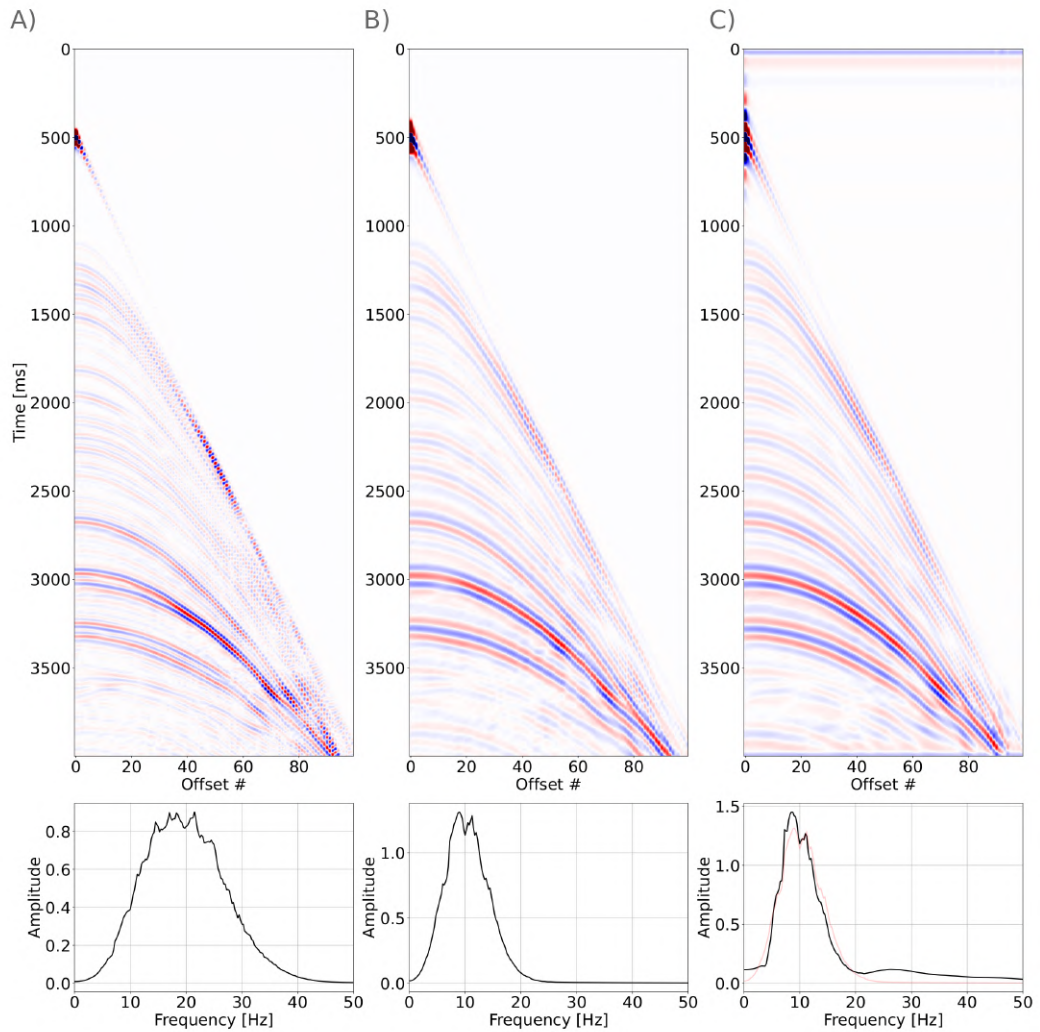 A) B) C)
0 0 0
500 500 500
1000 1000 1000
1500 1500 1500
2000 2000 2000
2500 2500 2500
3000 3000 3000
3500 3500 3500
Time [ms]
0 20 40 60 80 0 20 40 60 80 0 20 40 60 80
Offset # Offset # Offset #
0.8
0.6
0.4
0.2
0.0
Amplitude
0 10 20 30 40 50
Frequency [Hz]
1.0
0.5
0.0
Amplitude
0 10 20 30 40 50
Frequency [Hz]
1.5
1.0
0.5
0.0
Amplitude
0 10 20 30 40 50
Frequency [Hz]